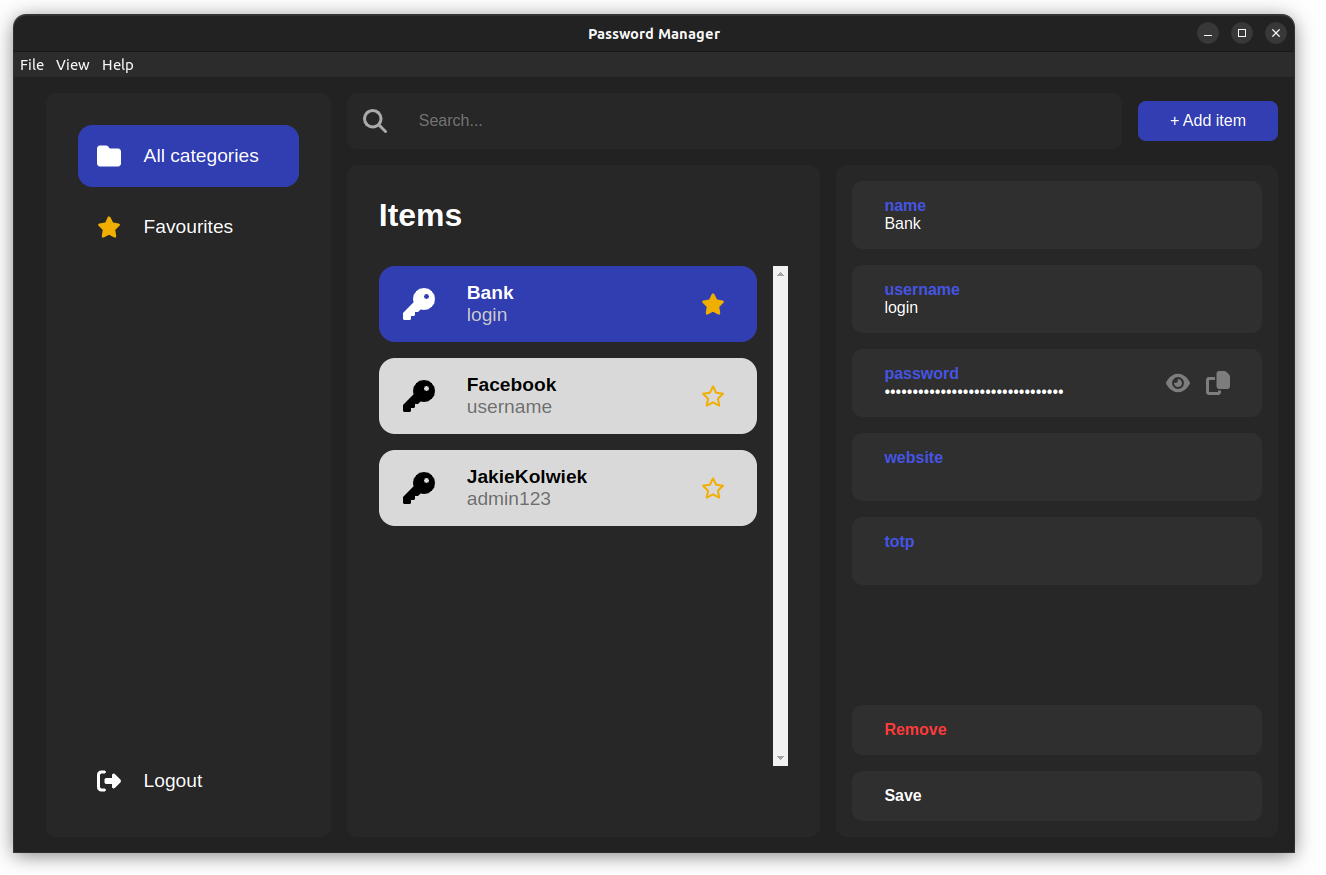 Password Manager
File View Help
All categories
Favourites
Logout
Search...
+ Add item
Items
Bank
login
Facebook
username
JakieKolwiek
admin123
name
Bank
username
login
password
••••••••••••••••••••••••••••••••
website
totp
Remove
Save